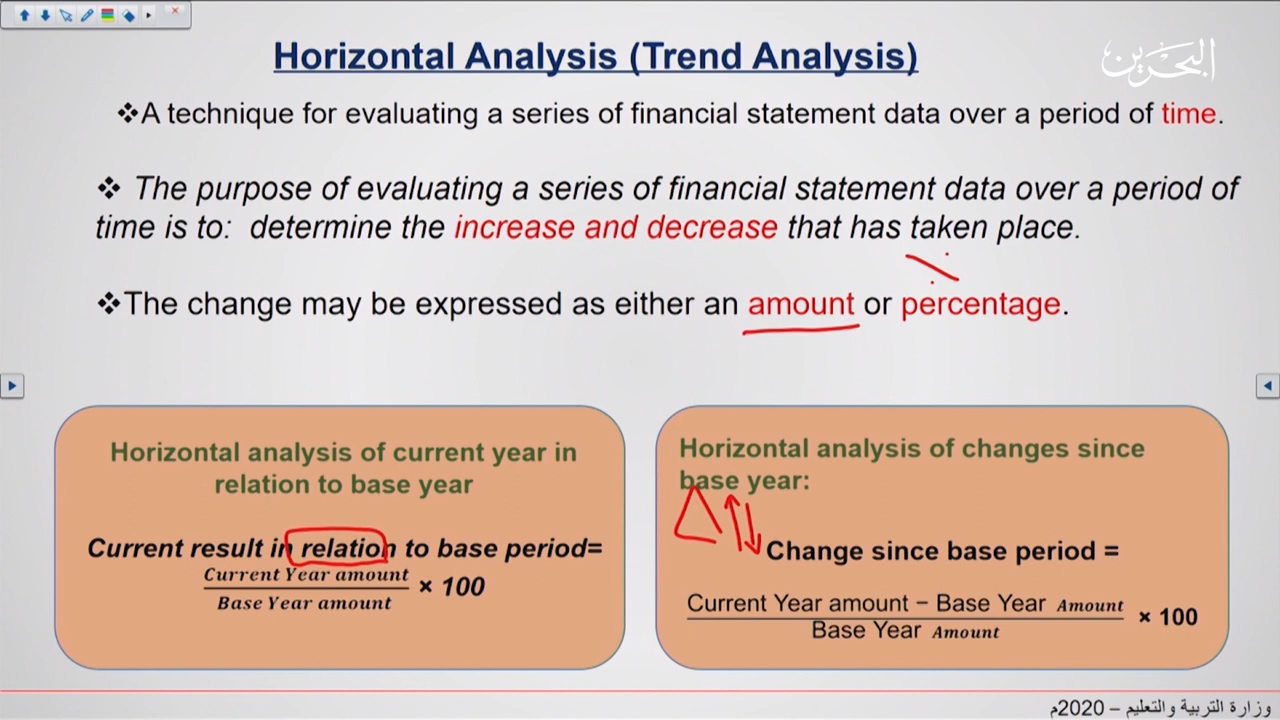 Horizontal Analysis (Trend Analysis)
البحرين
❖A technique for evaluating a series of financial statement data over a period of time.
❖ The purpose of evaluating a series of financial statement data over a period of
time is to: determine the increase and decrease that has taken place.
❖The change may be expressed as either an amount or percentage.
Horizontal analysis of current year in
relation to base year
Current result in relation to base period=
Current Year amount
× 100
Base Year amount
Horizontal analysis of changes since
base year:
Change since base period =
Current Year amount − Base Year Amount
× 100
Base Year Amount
وزارة التربية والتعليم – 2020م